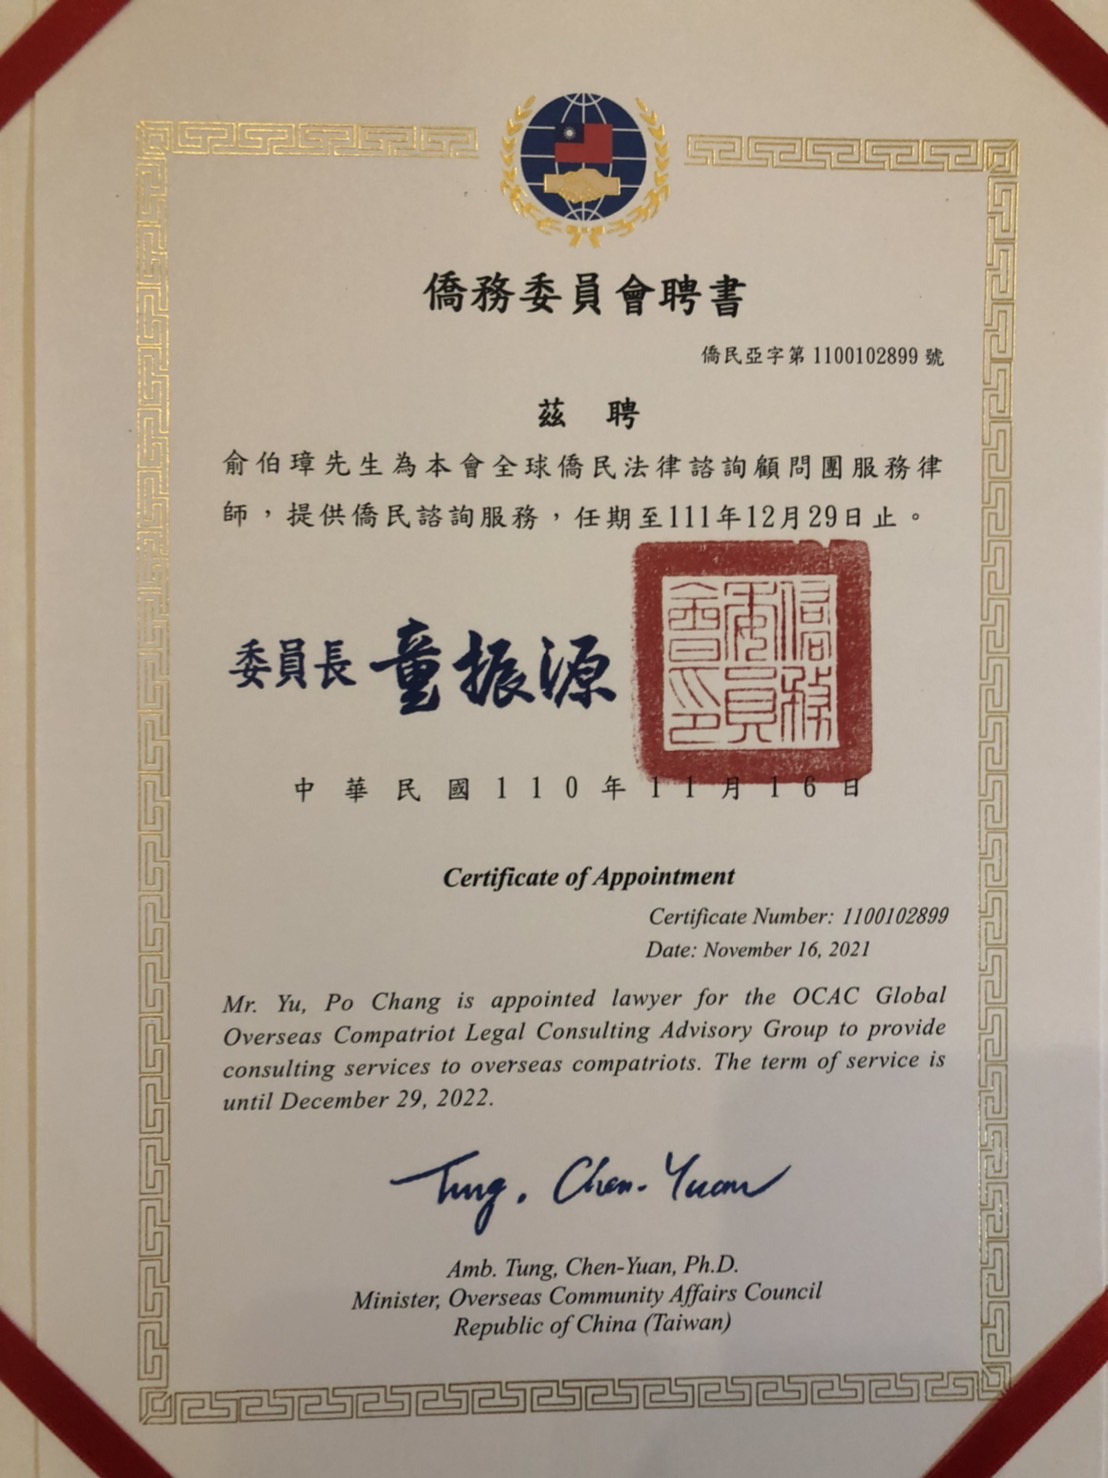 僑務委員會聘書
僑民亞字第1100102899號
茲 聘
俞伯璋先生為本會全球僑民法律諮詢顧問團服務律
師，提供僑民諮詢服務，任期至111年12月29日止。
委員長 童振源
僑務委員會印
中華民國110年11月16日
Certificate of Appointment
Certificate Number: 1100102899
Date: November 16, 2021
Mr. Yu, Po Chang is appointed lawyer for the OCAC Global
Overseas Compatriot Legal Consulting Advisory Group to provide
consulting services to overseas compatriots. The term of service is
until December 29, 2022.
Tung, Chen-Yuan
Amb. Tung, Chen-Yuan, Ph.D.
Minister, Overseas Community Affairs Council
Republic of China (Taiwan)